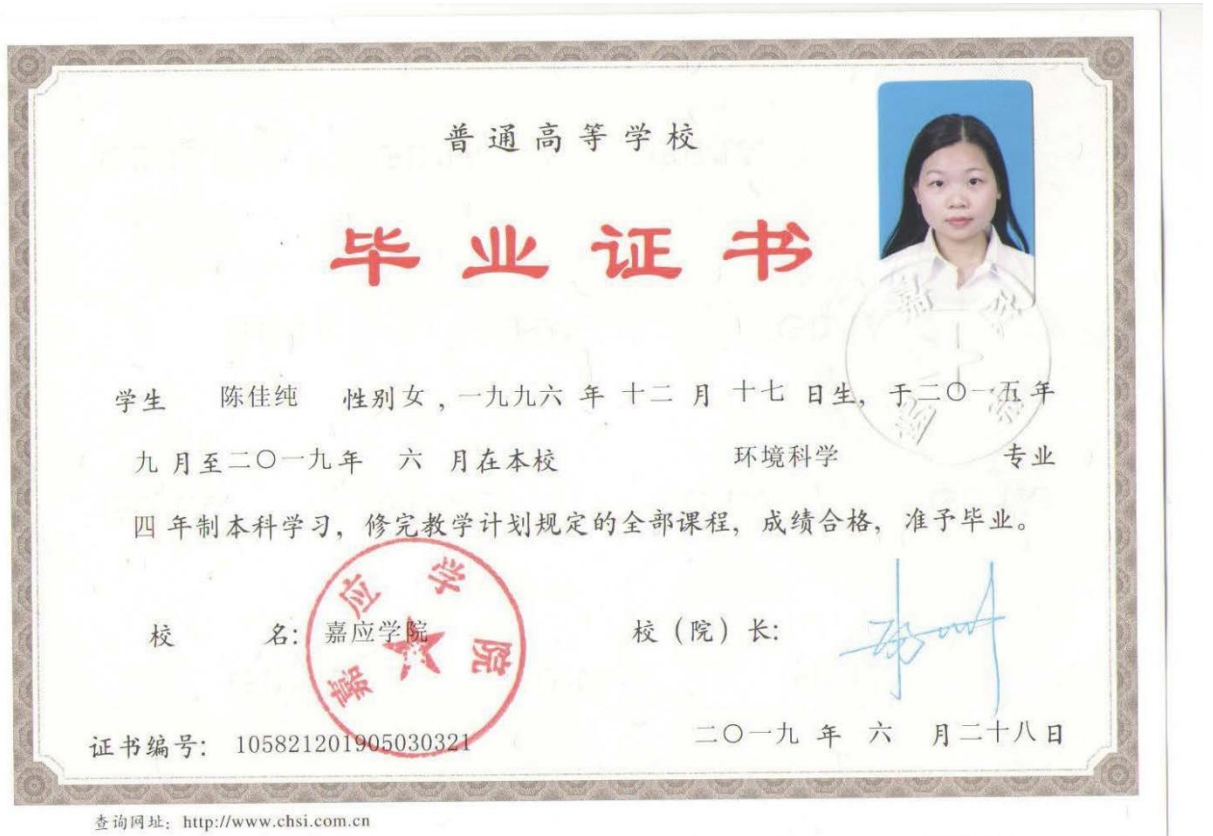 普通高等学校
毕业证书
学生 陈佳纯 性别女，一九九六 年 十二 月 十七 日生，于二〇一五年
九 月至二〇一九年 六 月在本校 环境科学 专业
四 年制本科学习，修完教学计划规定的全部课程，成绩合格，准予毕业。
校 名: 嘉应学院 校（院）长:
嘉应学院
二〇一九 年 六 月二十八日
证书编号: 105821201905030321
查询网址: http://www.chsi.com.cn